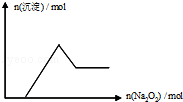 n(沉淀) / mol
n(Na₂O₂) / mol